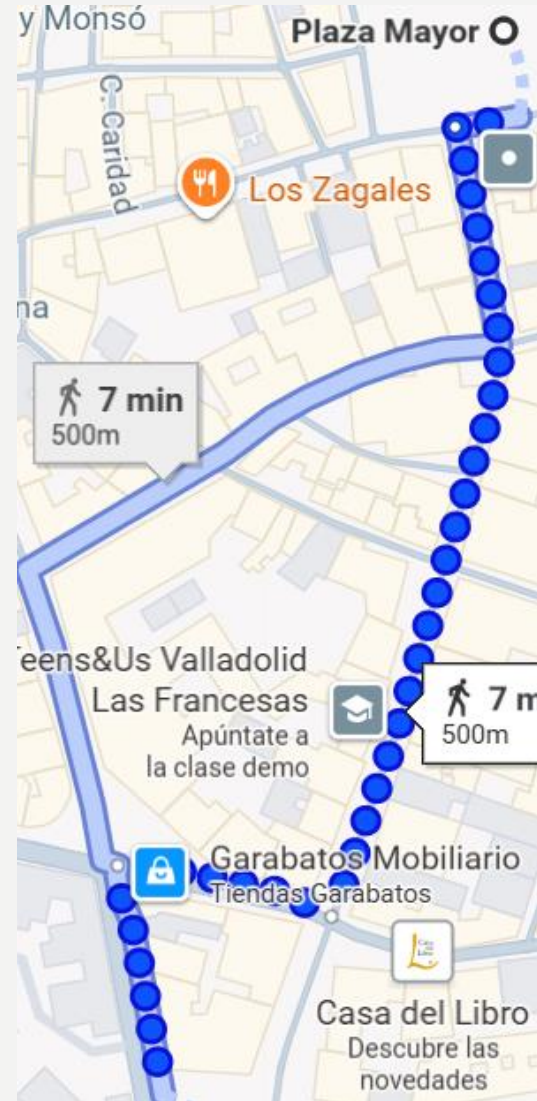 y Monsó
Plaza Mayor
C. Caridad
Los Zagales
na
7 min
500m
eens&Us Valladolid
Las Francesas
Apúntate a
la clase demo
7 m
500m
Garabatos Mobiliario
Tiendas Garabatos
Casa del Libro
Descubre las
novedades